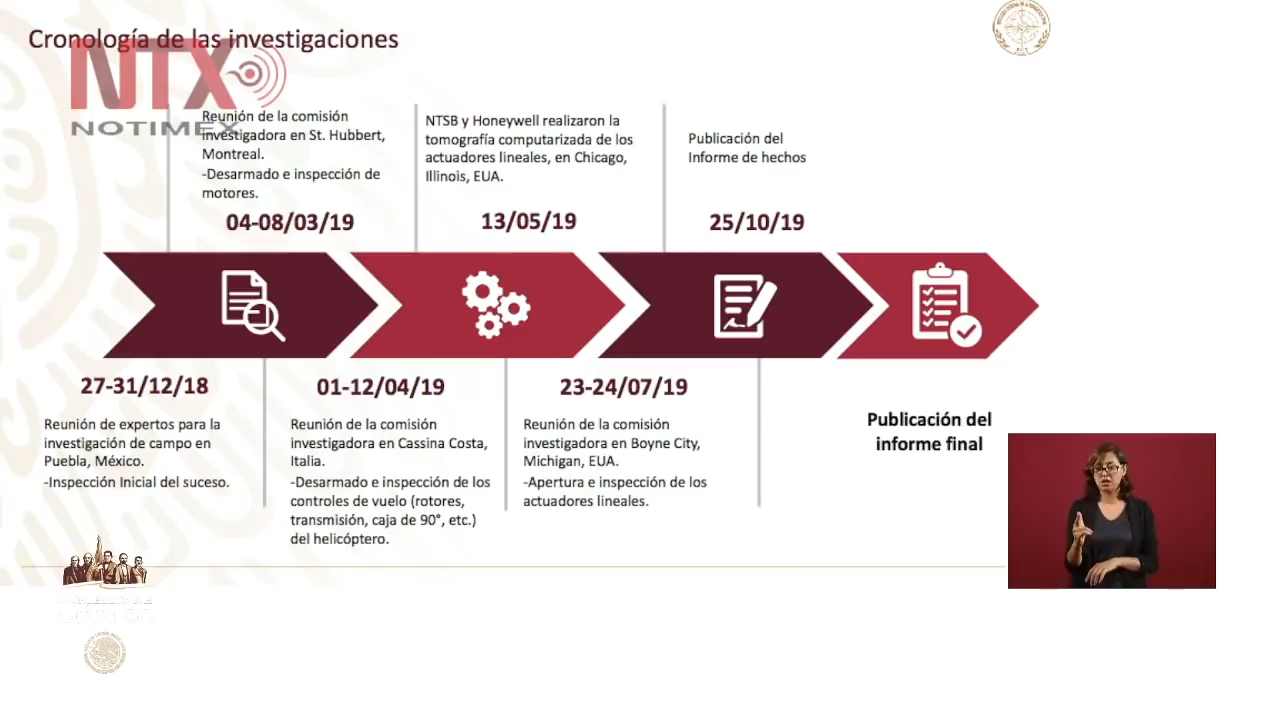 Cronología de las investigaciones
NTX
NOTIMEX
Reunión de la comisión
investigadora en St. Hubbert,
Montreal.
-Desarmado e inspección de
motores.
04-08/03/19
NTSB y Honeywell realizaron la
tomografía computarizada de los
actuadores lineales, en Chicago,
Illinois, EUA.
13/05/19
Publicación del
Informe de hechos
25/10/19
27-31/12/18
Reunión de expertos para la
investigación de campo en
Puebla, México.
-Inspección Inicial del suceso.
01-12/04/19
Reunión de la comisión
investigadora en Cassina Costa,
Italia.
-Desarmado e inspección de los
controles de vuelo (rotores,
transmisión, caja de 90°, etc.)
del helicóptero.
23-24/07/19
Reunión de la comisión
investigadora en Boyne City,
Michigan, EUA.
-Apertura e inspección de los
actuadores lineales.
Publicación del
informe final